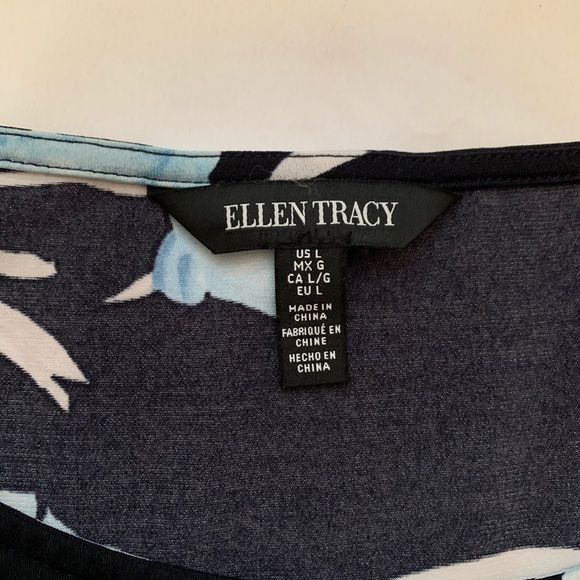 ELLEN TRACY
US L
MX G
CA L/G
EU L
MADE IN
CHINA
FABRIQUÉ EN
CHINE
HECHO EN
CHINA